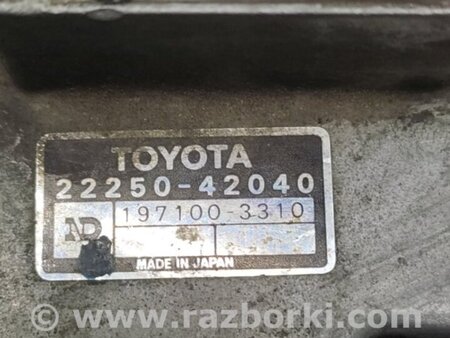 TOYOTA
22250-42040
ND 197100-3310
MADE IN JAPAN
© www.razborki.com